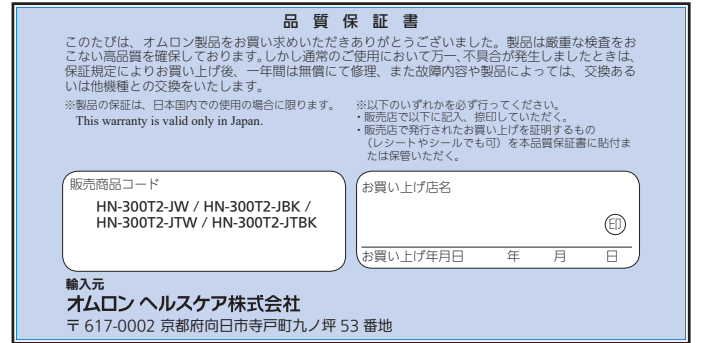 品質保証書
このたびは、オムロン製品をお買い求めいただきありがとうございました。製品は厳重な検査をお
こない高品質を確保しております。しかし通常のご使用において万一、不具合が発生しましたときは、
保証規定によりお買い上げ後、一年間は無償にて修理、また故障内容や製品によっては、交換ある
いは他機種との交換をいたします。
※製品の保証は、日本国内での使用の場合に限ります。
This warranty is valid only in Japan.
※以下のいずれかを必ず行ってください。
・販売店で以下に記入、捺印していただく。
・販売店で発行されたお買い上げを証明するもの
（レシートやシールでも可）を本品質保証書に貼付ま
たは保管いただく。
販売商品コード
HN-300T2-JW / HN-300T2-JBK /
HN-300T2-JTW / HN-300T2-JTBK
お買い上げ店名
印
お買い上げ年月日 年 月 日
輸入元
オムロン ヘルスケア株式会社
〒 617-0002 京都府向日市寺戸町九ノ坪 53 番地